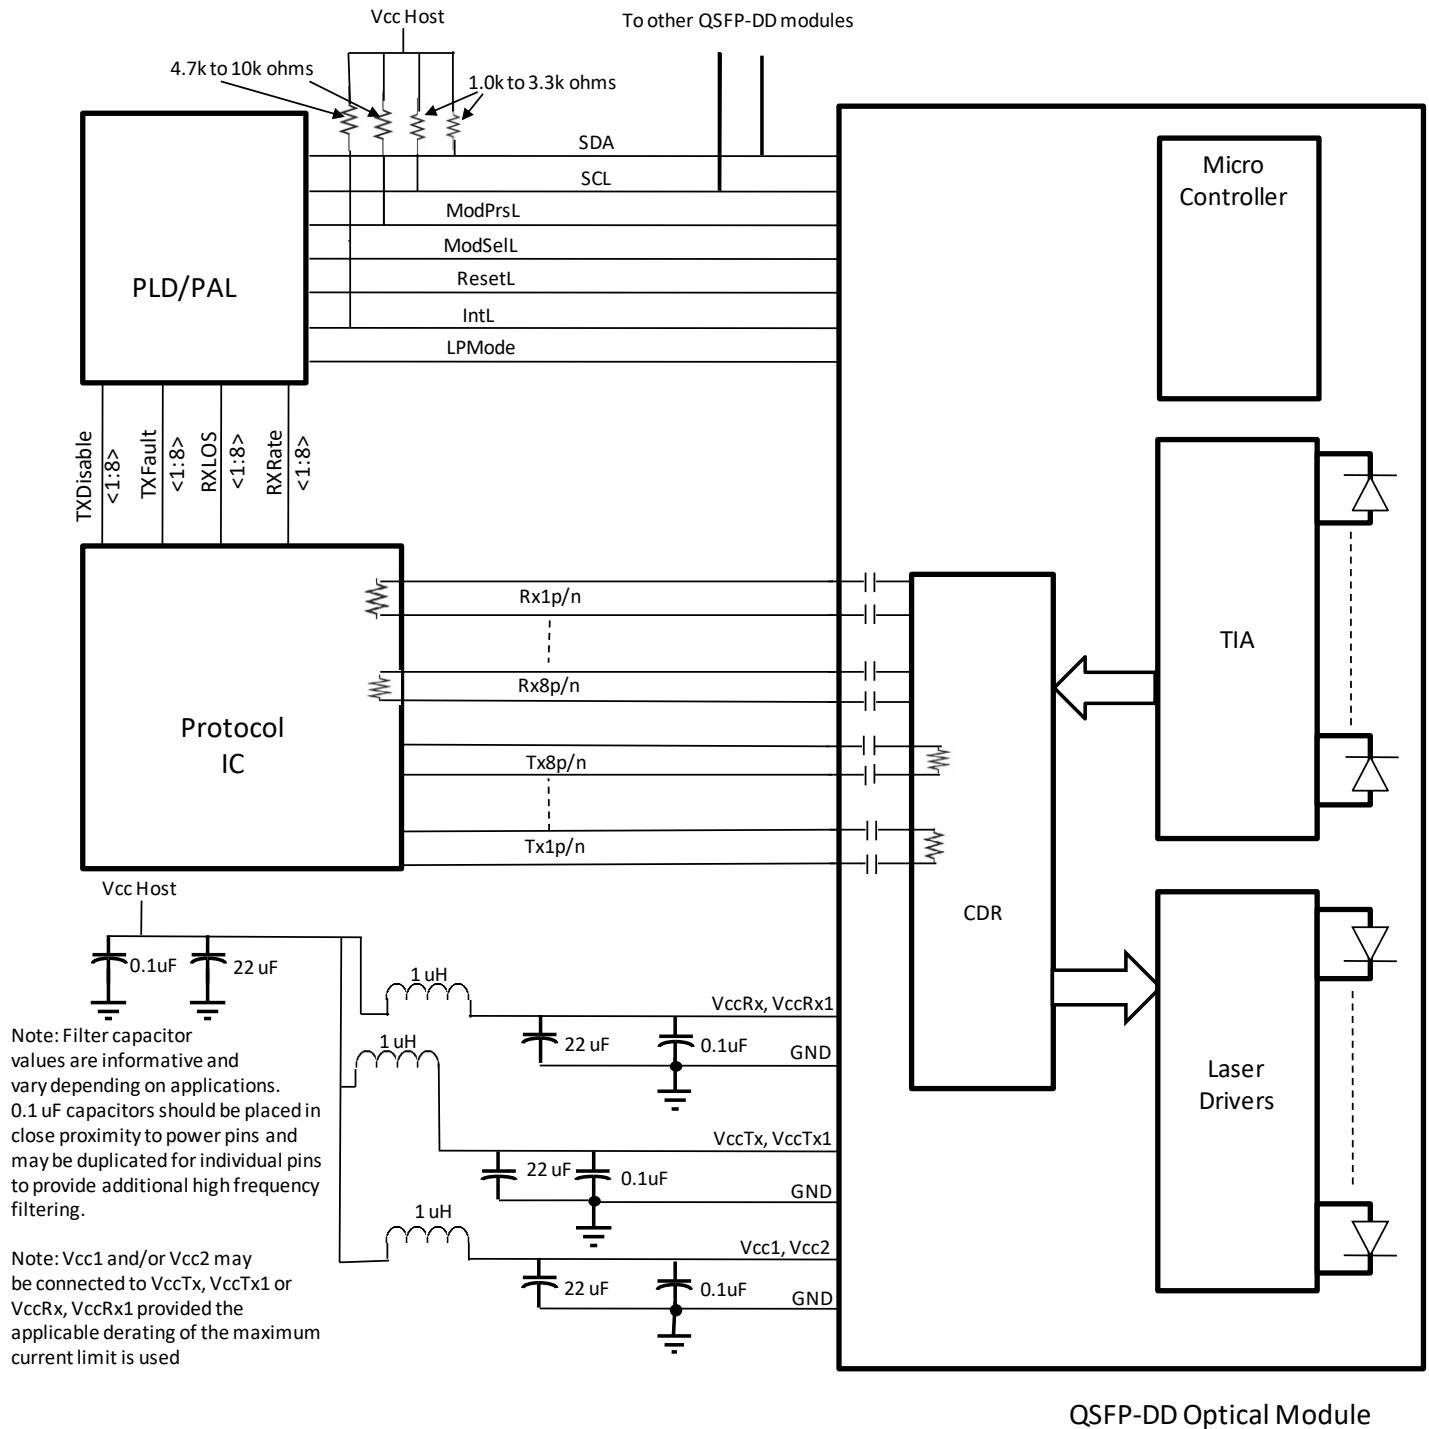 Vcc Host
To other QSFP-DD modules
4.7k to 10k ohms
1.0k to 3.3k ohms
SDA
SCL
ModPrsL
ModSelL
ResetL
IntL
LPMode
PLD/PAL
Micro
Controller
TXDisable
<1:8>
TXFault
<1:8>
RXLOS
<1:8>
RXRate
<1:8>
Rx1p/n
Rx8p/n
Tx8p/n
Tx1p/n
Protocol
IC
TIA
CDR
Laser
Drivers
Vcc Host
0.1uF
22 uF
1 uH
VccRx, VccRx1
22 uF
0.1uF
GND
1 uH
VccTx, VccTx1
22 uF
0.1uF
GND
1 uH
Vcc1, Vcc2
22 uF
0.1uF
GND
Note: Filter capacitor
values are informative and
vary depending on applications.
0.1 uF capacitors should be placed in
close proximity to power pins and
may be duplicated for individual pins
to provide additional high frequency
filtering.
Note: Vcc1 and/or Vcc2 may
be connected to VccTx, VccTx1 or
VccRx, VccRx1 provided the
applicable derating of the maximum
current limit is used
QSFP-DD Optical Module